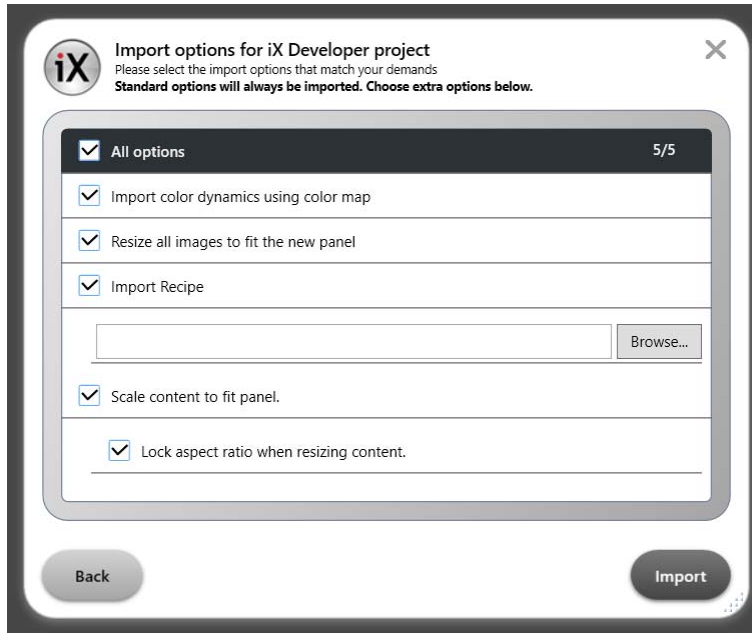 iX
Import options for iX Developer project
Please select the import options that match your demands
Standard options will always be imported. Choose extra options below.
All options 5/5
Import color dynamics using color map
Resize all images to fit the new panel
Import Recipe
Browse...
Scale content to fit panel.
Lock aspect ratio when resizing content.
Back Import